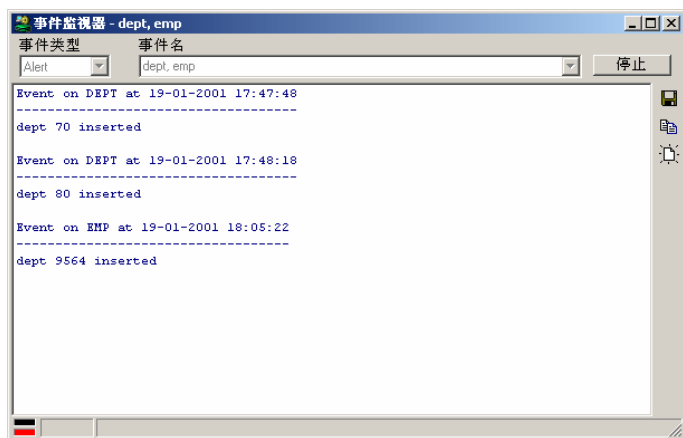 事件监视器 - dept, emp
事件类型 事件名
Alert dept, emp 停止
Event on DEPT at 19-01-2001 17:47:48
-----------------------------------
dept 70 inserted
Event on DEPT at 19-01-2001 17:48:18
-----------------------------------
dept 80 inserted
Event on EMP at 19-01-2001 18:05:22
----------------------------------
dept 9564 inserted